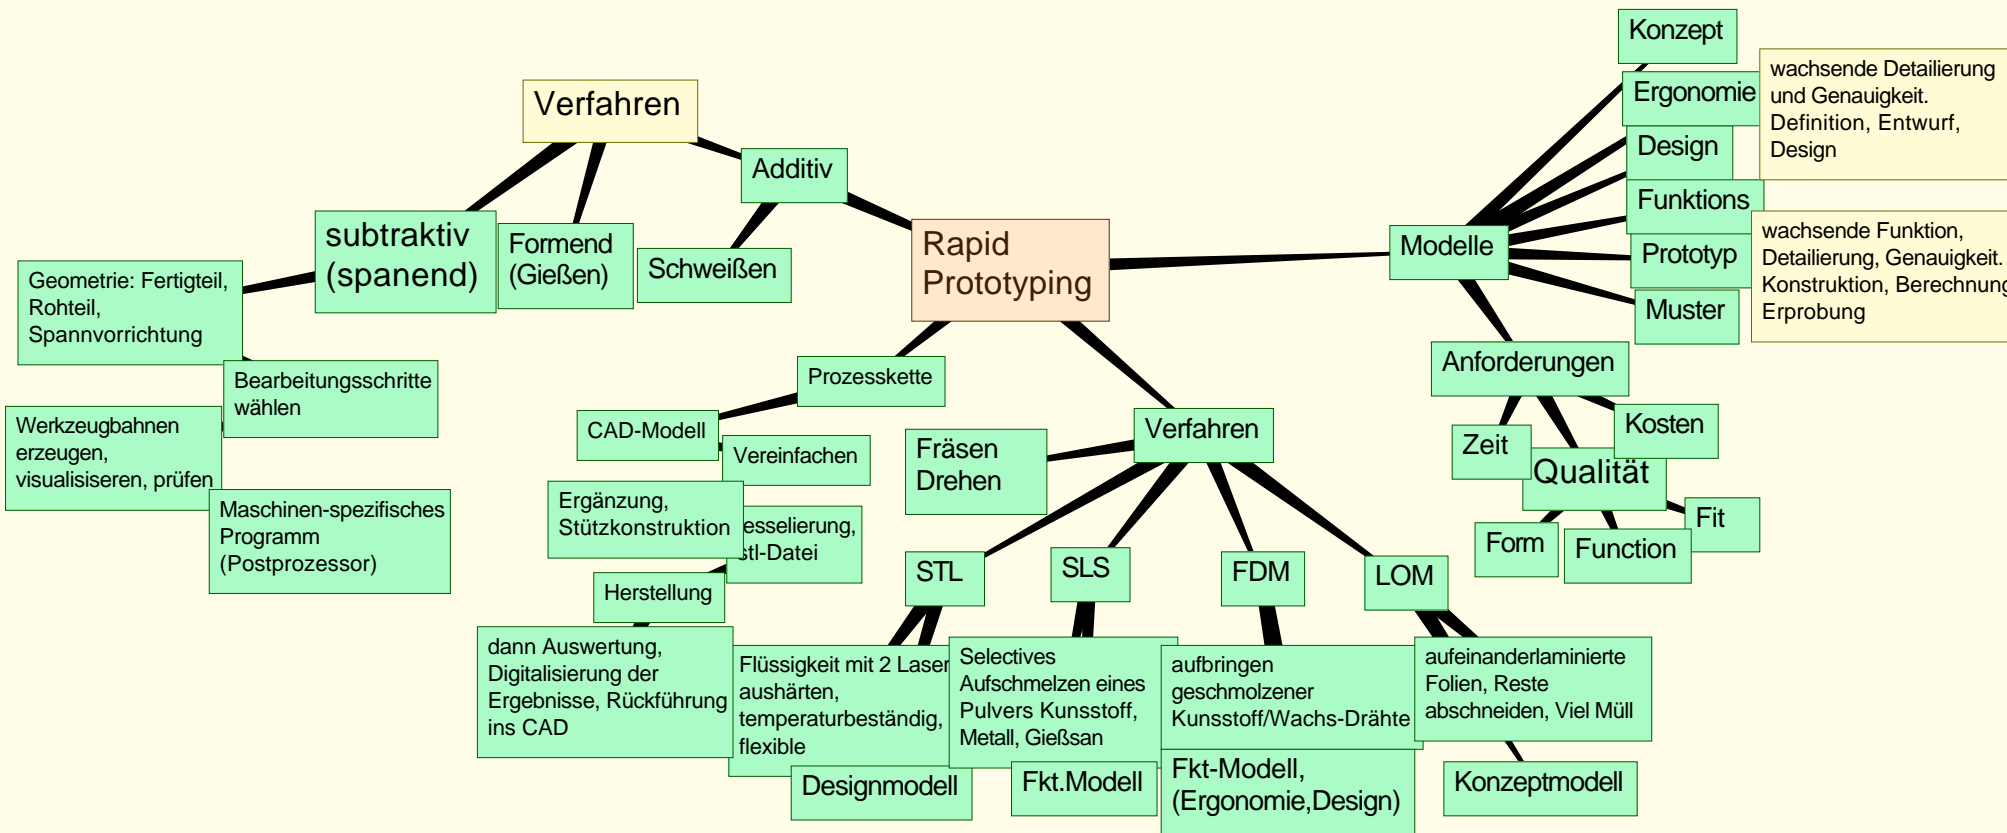 Verfahren
Additiv
subtraktiv
(spanend)
Formend
(Gießen)
Schweißen
Geometrie: Fertigteil,
Rohteil,
Spannvorrichtung
Bearbeitungsschritte
wählen
Werkzeugbahnen
erzeugen,
visualisiseren, prüfen
Maschinen-spezifisches
Programm
(Postprozessor)
Rapid
Prototyping
Prozesskette
CAD-Modell
Vereinfachen
Ergänzung,
Stützkonstruktion
esselierung,
stl-Datei
Herstellung
dann Auswertung,
Digitalisierung der
Ergebnisse, Rückführung
ins CAD
Verfahren
Fräsen
Drehen
STL
SLS
FDM
LOM
Flüssigkeit mit 2 Laser
aushärten,
temperaturbeständig,
flexible
Designmodell
Selectives
Aufschmelzen eines
Pulvers Kunsstoff,
Metall, Gießsan
Fkt.Modell
aufbringen
geschmolzener
Kunsstoff/Wachs-Drähte
Fkt-Modell,
(Ergonomie,Design)
aufeinanderlaminierte
Folien, Reste
abschneiden, Viel Müll
Konzeptmodell
Modelle
Konzept
Ergonomie
Design
Funktions
Prototyp
Muster
wachsende Detailierung
und Genauigkeit.
Definition, Entwurf,
Design
wachsende Funktion,
Detailierung, Genauigkeit.
Konstruktion, Berechnung
Erprobung
Anforderungen
Zeit
Kosten
Qualität
Form
Function
Fit